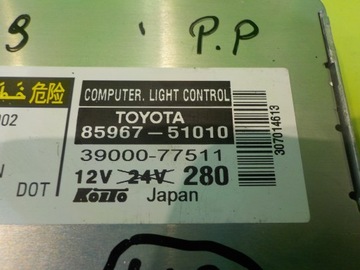 P.P
危险
COMPUTER. LIGHT CONTROL
TOYOTA
85967-51010
39000-77511
12V 24V 280
KOITO Japan
DOT
307014613